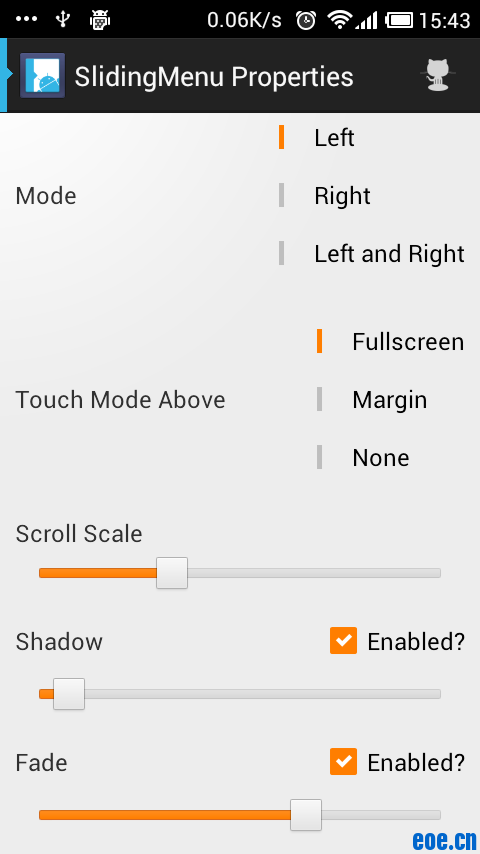 ••• 0.06K/s 15:43
SlidingMenu Properties
Left
Mode Right
Left and Right
Fullscreen
Touch Mode Above Margin
None
Scroll Scale
Shadow Enabled?
Fade Enabled?
eoe.cn